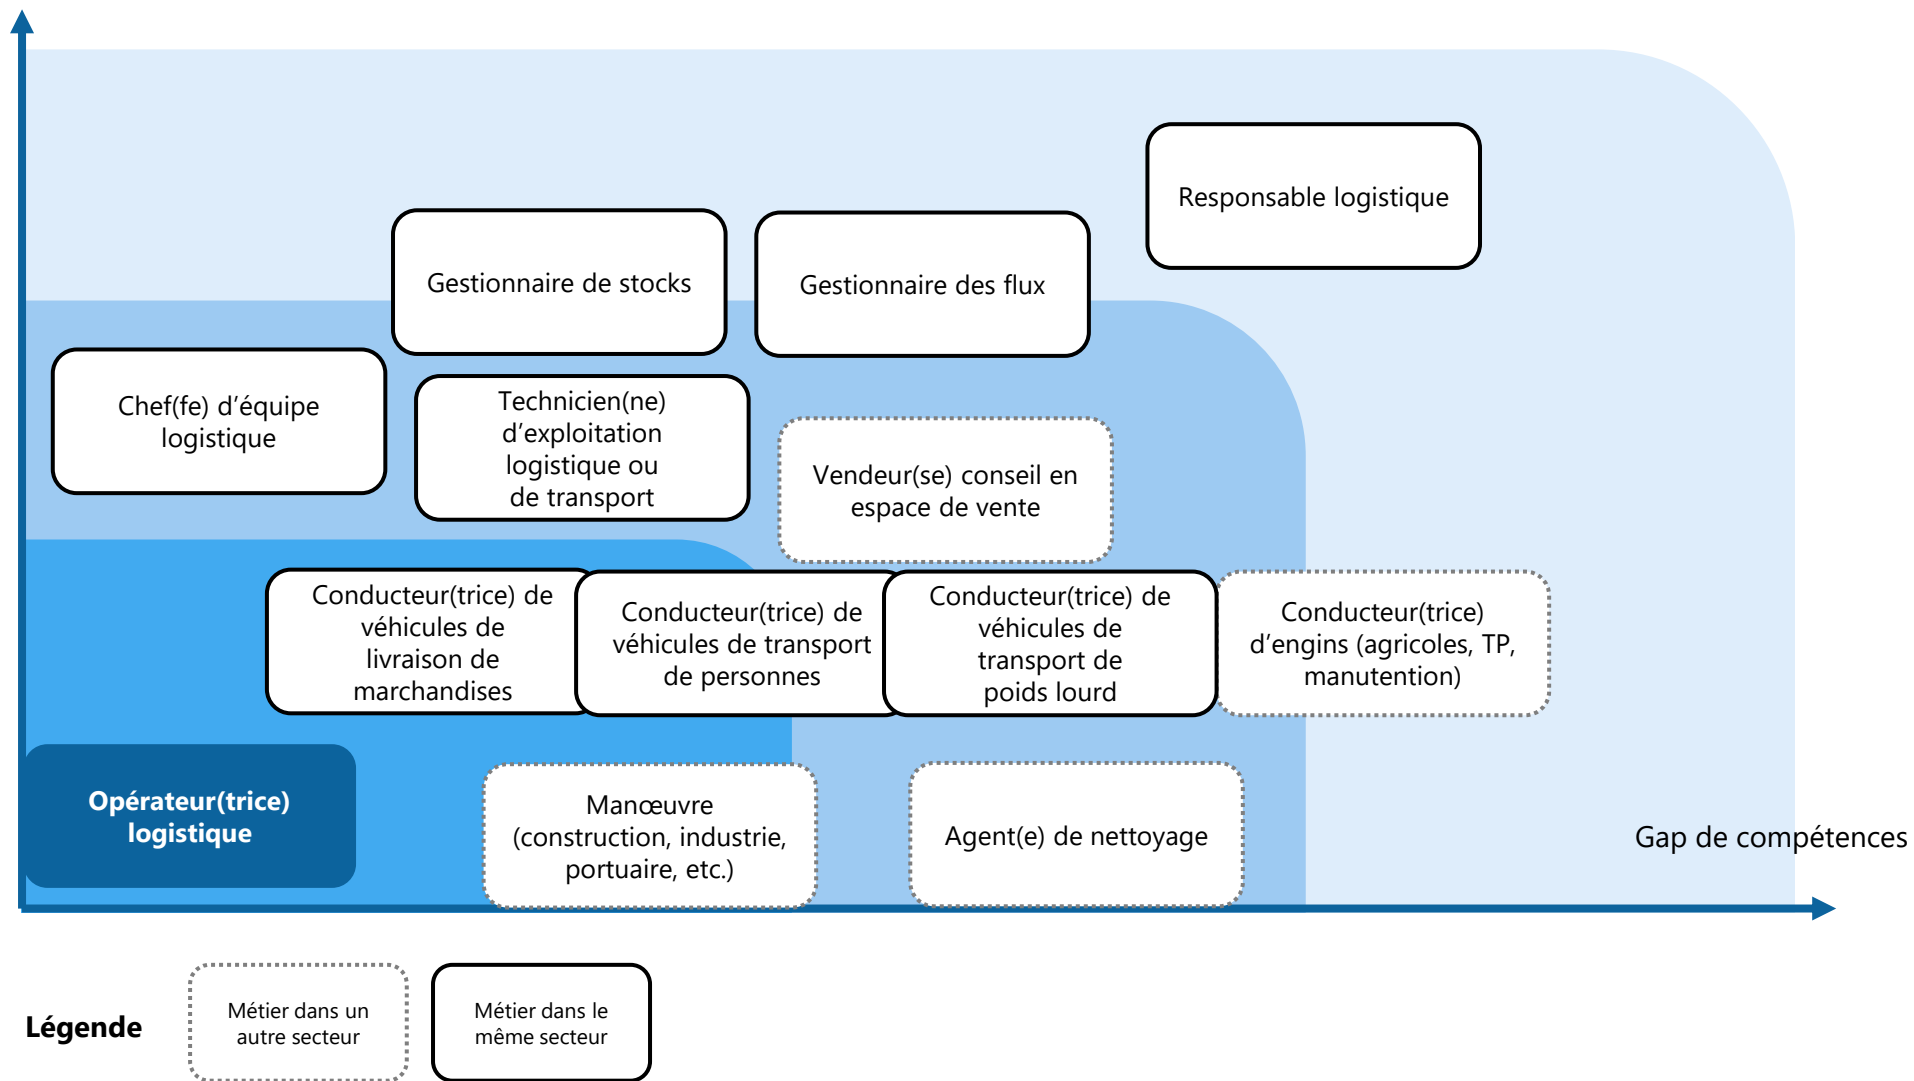 Responsable logistique
Gestionnaire de stocks
Gestionnaire des flux
Chef(fe) d’équipe
logistique
Technicien(ne)
d’exploitation
logistique ou
de transport
Vendeur(se) conseil en
espace de vente
Conducteur(trice) de
véhicules de
livraison de
marchandises
Conducteur(trice) de
véhicules de transport
de personnes
Conducteur(trice) de
véhicules de
transport de
poids lourd
Conducteur(trice)
d’engins (agricoles, TP,
manutention)
Opérateur(trice)
logistique
Manœuvre
(construction, industrie,
portuaire, etc.)
Agent(e) de nettoyage
Gap de compétences
Légende
Métier dans un
autre secteur
Métier dans le
même secteur